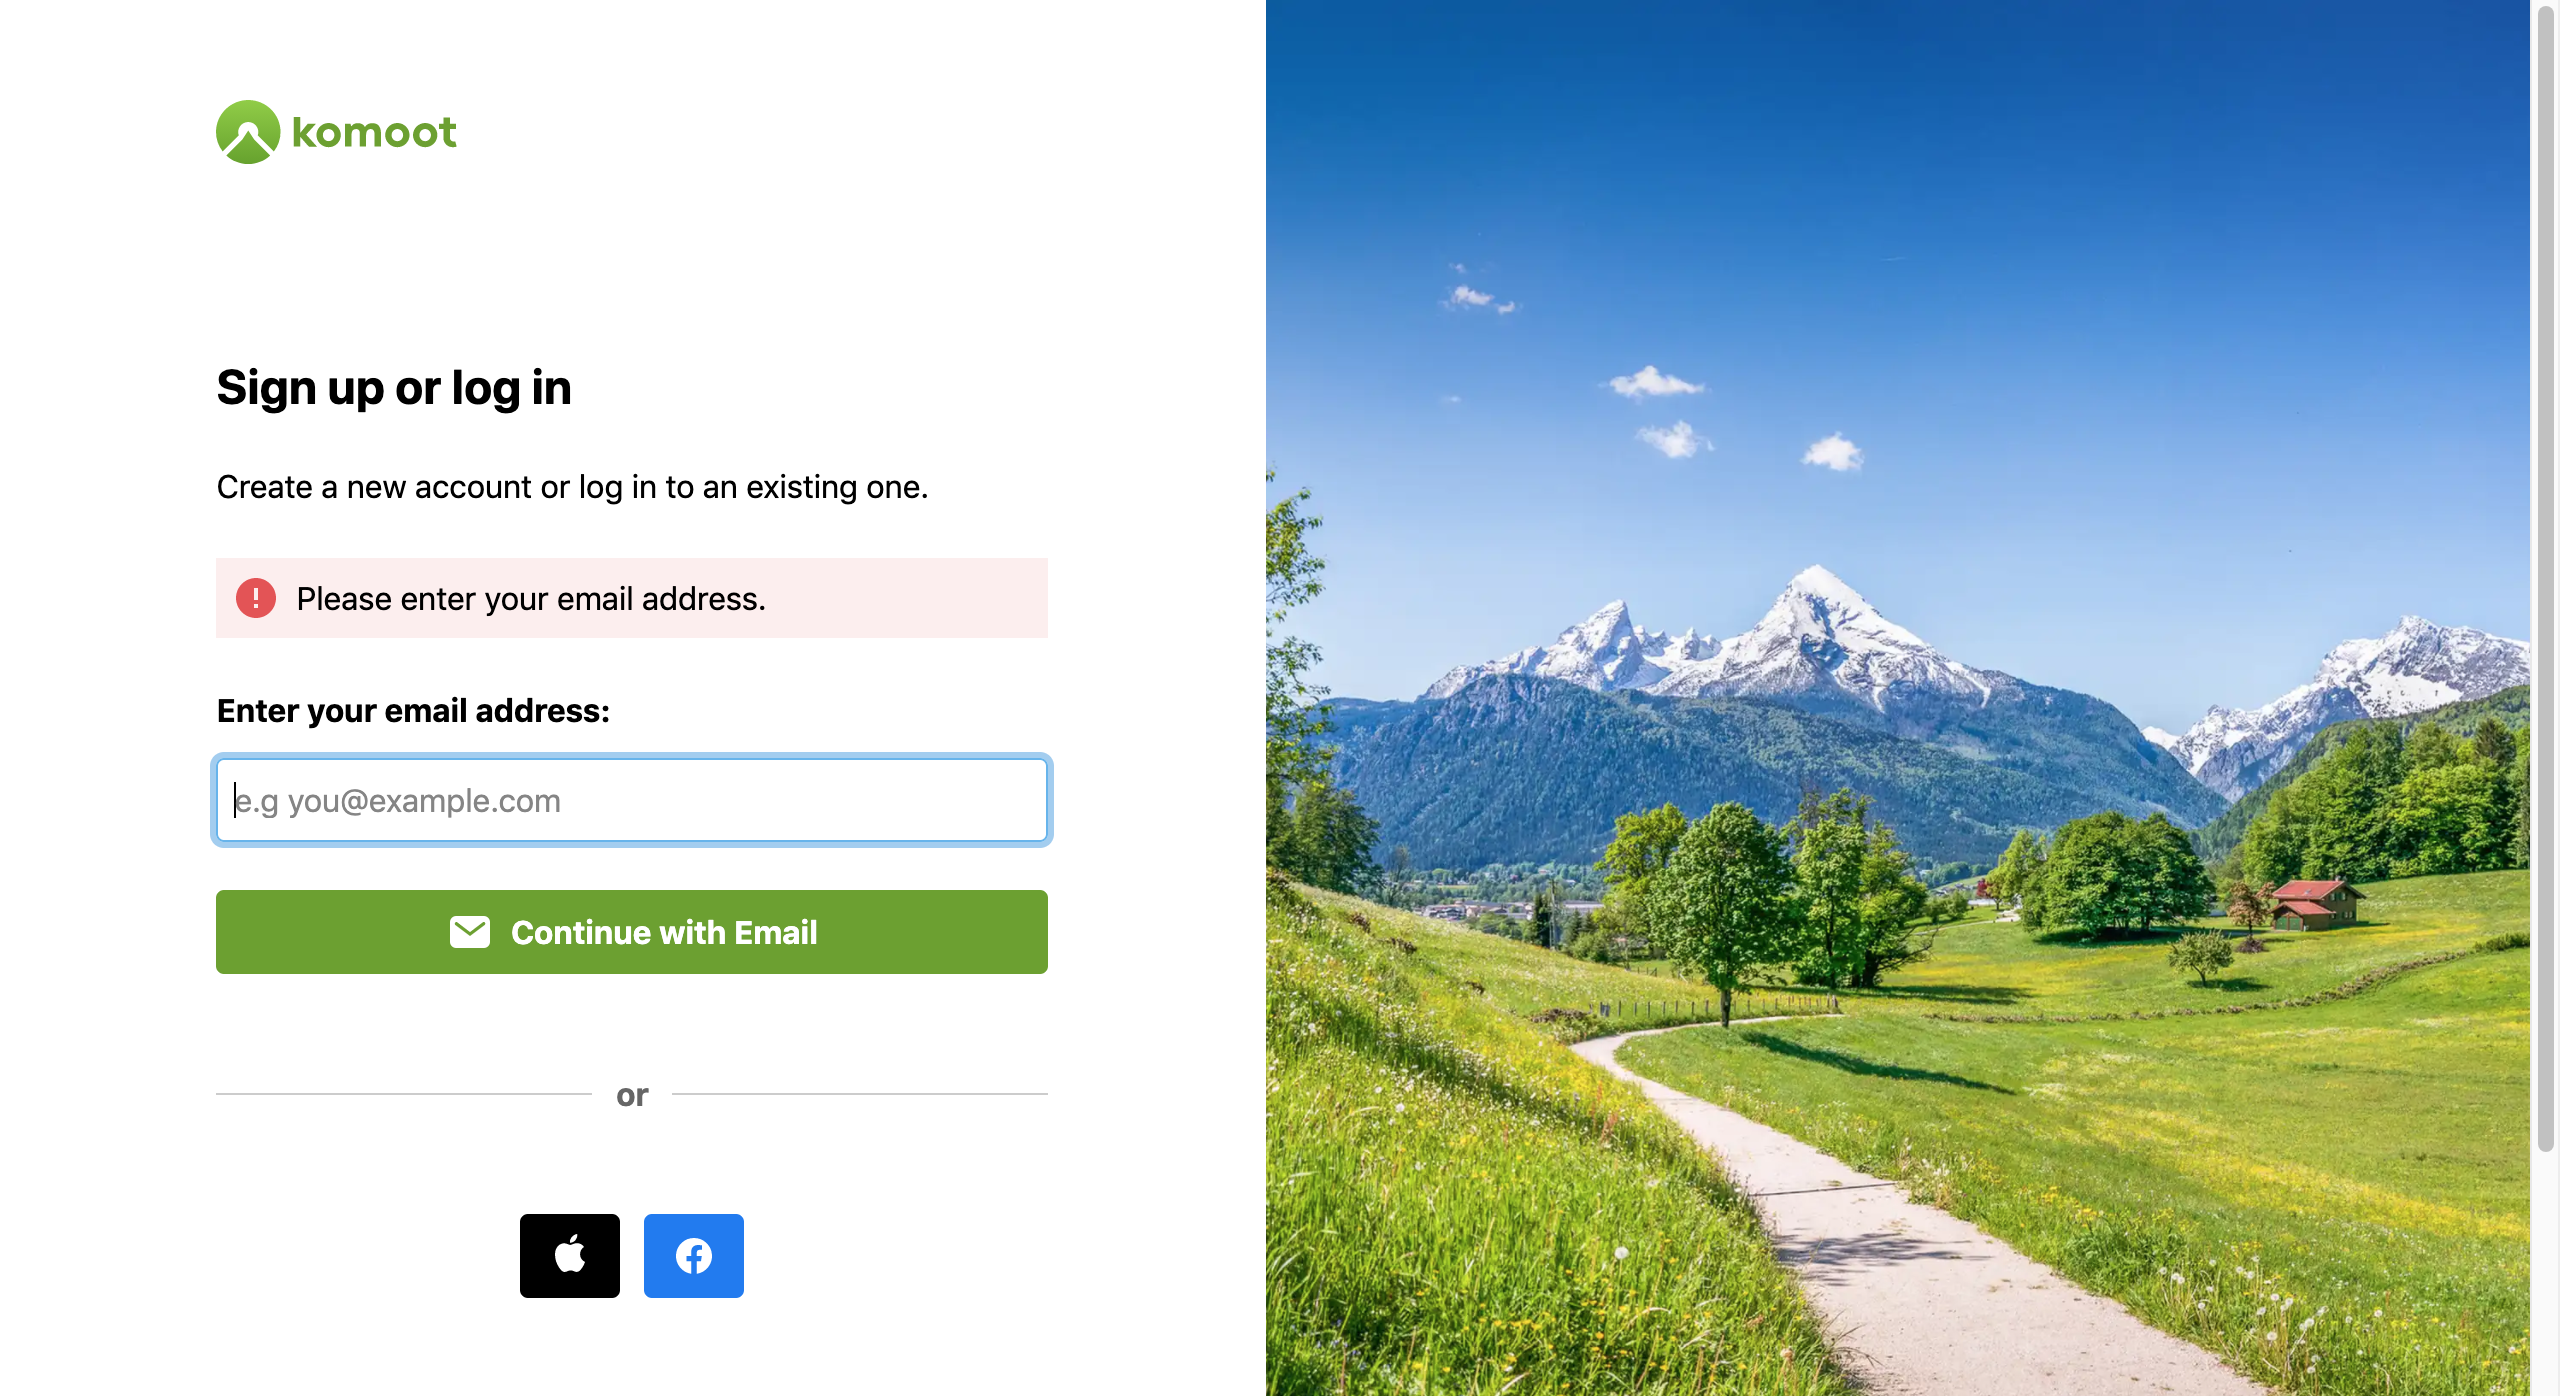 komoot
Sign up or log in
Create a new account or log in to an existing one.
Please enter your email address.
Enter your email address:
e.g you@example.com
Continue with Email
or